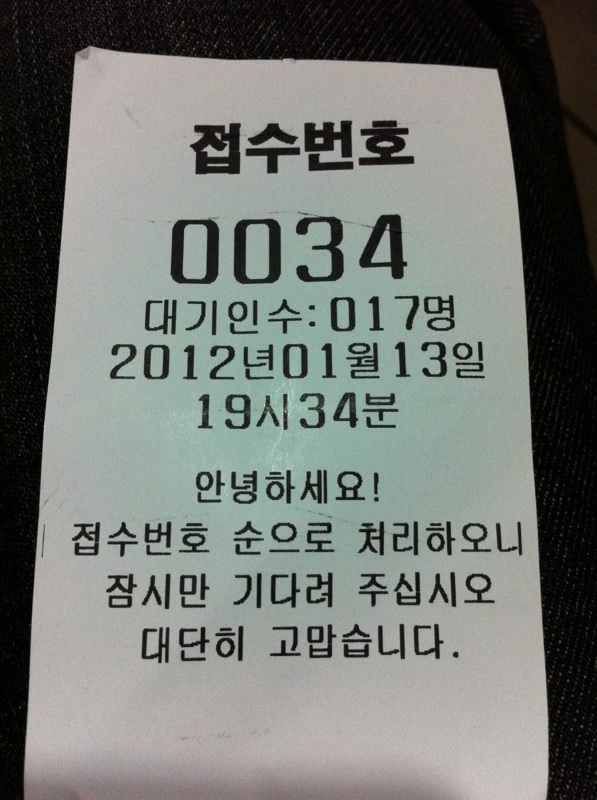 접수번호
0034
대기인수:017명
2012년01월13일
19시34분
안녕하세요!
접수번호 순으로 처리하오니
잠시만 기다려 주십시오
대단히 고맙습니다.